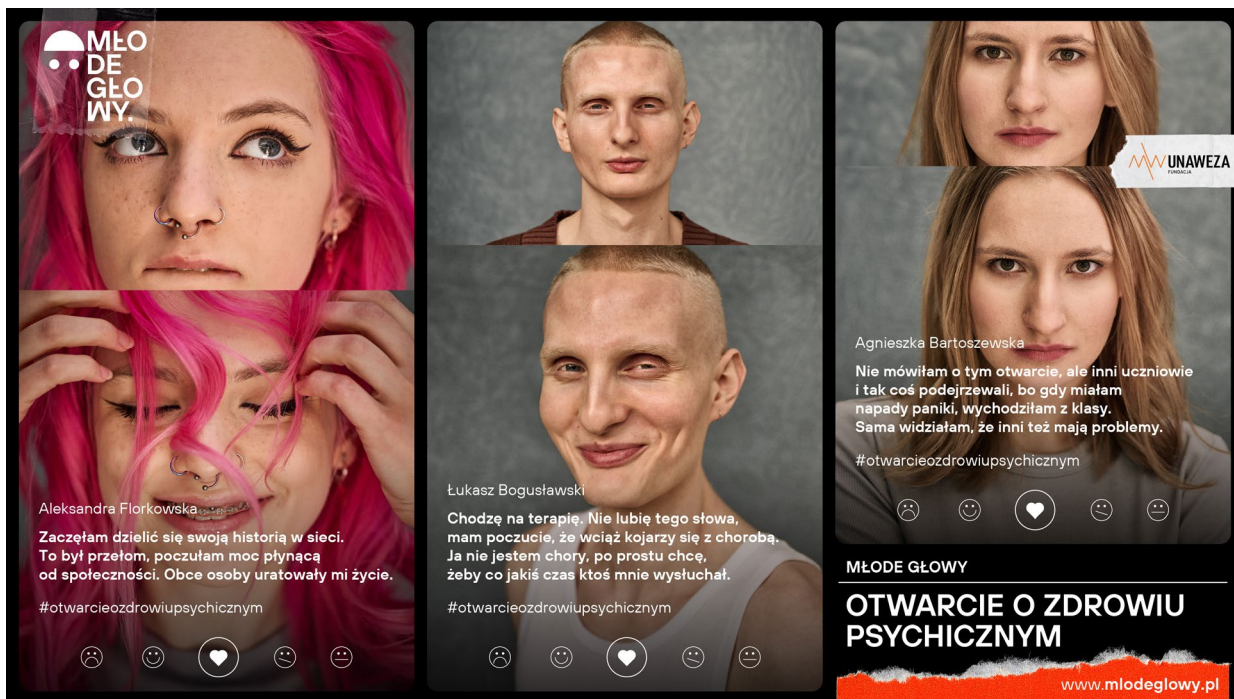 MŁO
DE
GŁO
WY.
Aleksandra Florkowska
Zaczęłam dzielić się swoją historią w sieci.
To był przełom, poczułam moc płynącą
od społeczności. Obce osoby uratowały mi życie.
#otwarcieozdrowiupsychicznym
Łukasz Bogusławski
Chodzę na terapię. Nie lubię tego słowa,
mam poczucie, że wciąż kojarzy się z chorobą.
Ja nie jestem chory, po prostu chcę,
żeby co jakiś czas ktoś mnie wysłuchał.
#otwarcieozdrowiupsychicznym
UNAWEZA
FUNDACJA
Agnieszka Bartoszewska
Nie mówiłam o tym otwarcie, ale inni uczniowie
i tak coś podejrzewali, bo gdy miałam
napady paniki, wychodziłam z klasy.
Sama widziałam, że inni też mają problemy.
#otwarcieozdrowiupsychicznym
MŁODE GŁOWY
OTWARCIE O ZDROWIU
PSYCHICZNYM
www.mlodeglowy.pl